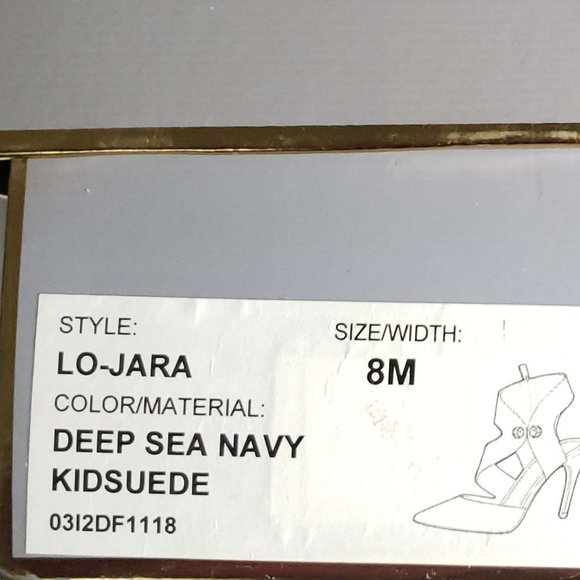 STYLE:
SIZE/WIDTH:
LO-JARA
8M
COLOR/MATERIAL:
DEEP SEA NAVY
KIDSUEDE
03I2DF1118